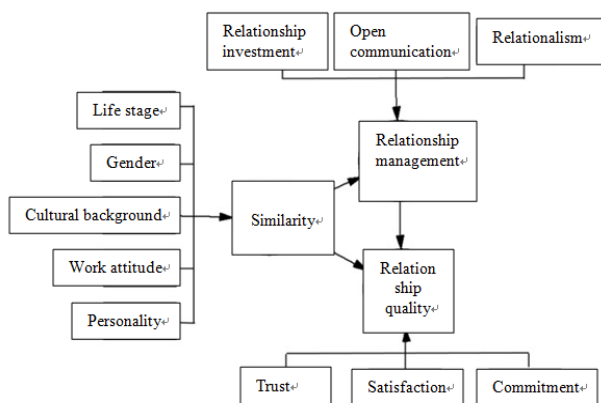 Relationship
investment
Open
communication
Relationalism
Life stage
Gender
Cultural background
Work attitude
Personality
Similarity
Relationship
management
Relation
ship
quality
Trust
Satisfaction
Commitment